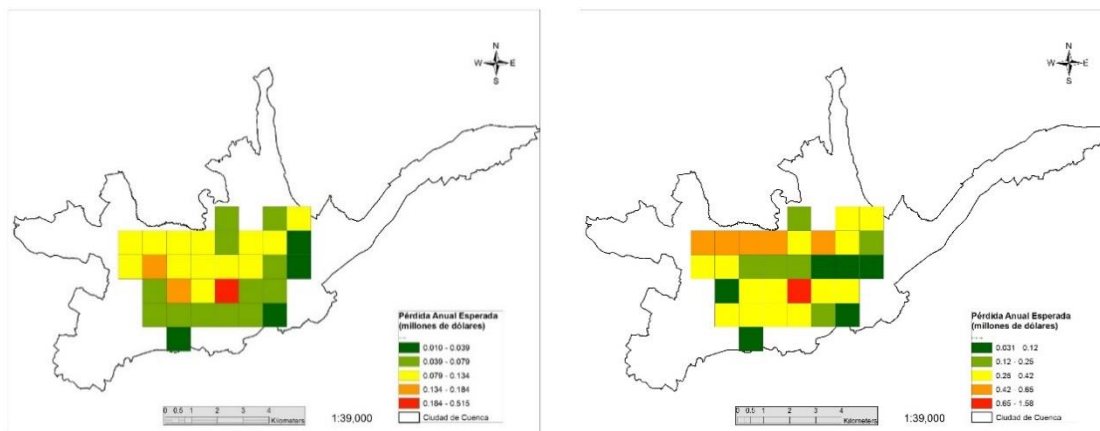 N
W E
S
Pérdida Anual Esperada
(millones de dólares)
0.010 - 0.039
0.039 - 0.079
0.079 - 0.134
0.134 - 0.184
0.184 - 0.515
Ciudad de Cuenca
0 0.5 1 2 3 4
Kilometers
1:39,000
N
W E
S
Pérdida Anual Esperada
(millones de dólares)
0.031 - 0.12
0.12 - 0.26
0.26 - 0.42
0.42 - 0.65
0.65 - 1.58
Ciudad de Cuenca
0 0.5 1 2 3 4
Kilometers
1:39,000